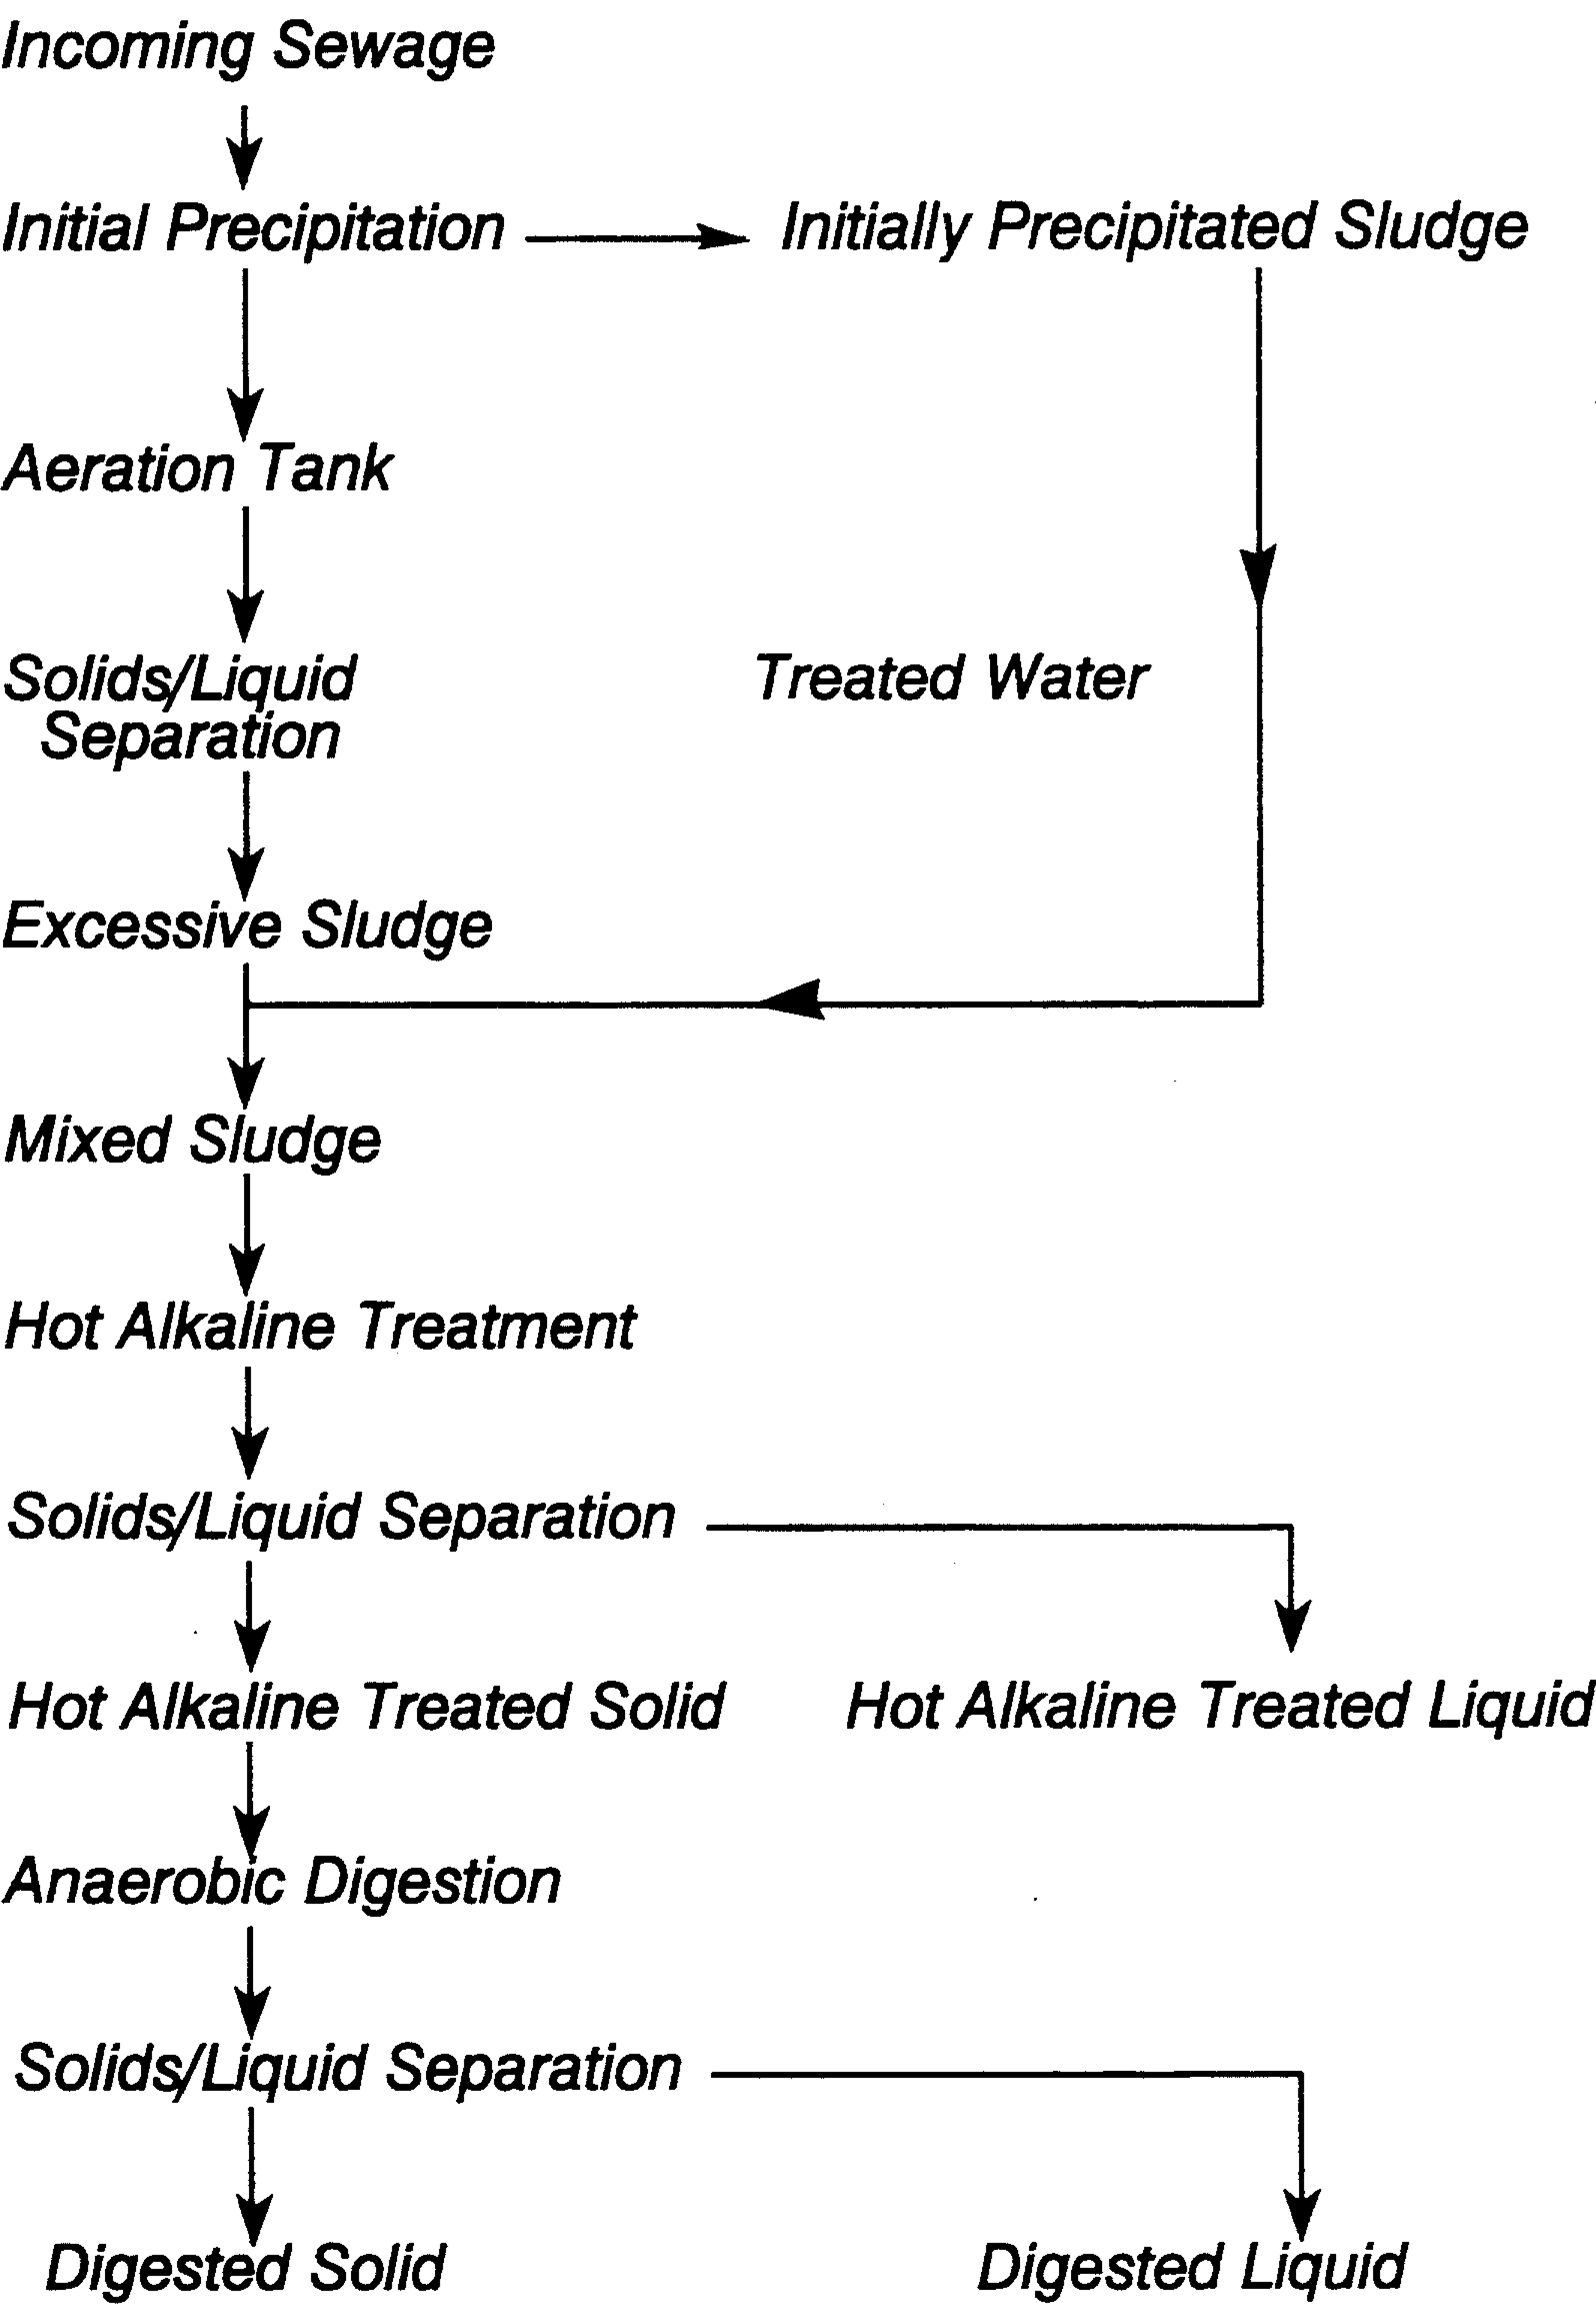 Incoming Sewage
Initial Precipitation
Initially Precipitated Sludge
Aeration Tank
Solids/Liquid
Separation
Treated Water
Excessive Sludge
Mixed Sludge
Hot Alkaline Treatment
Solids/Liquid Separation
Hot Alkaline Treated Solid
Hot Alkaline Treated Liquid
Anaerobic Digestion
Solids/Liquid Separation
Digested Solid
Digested Liquid